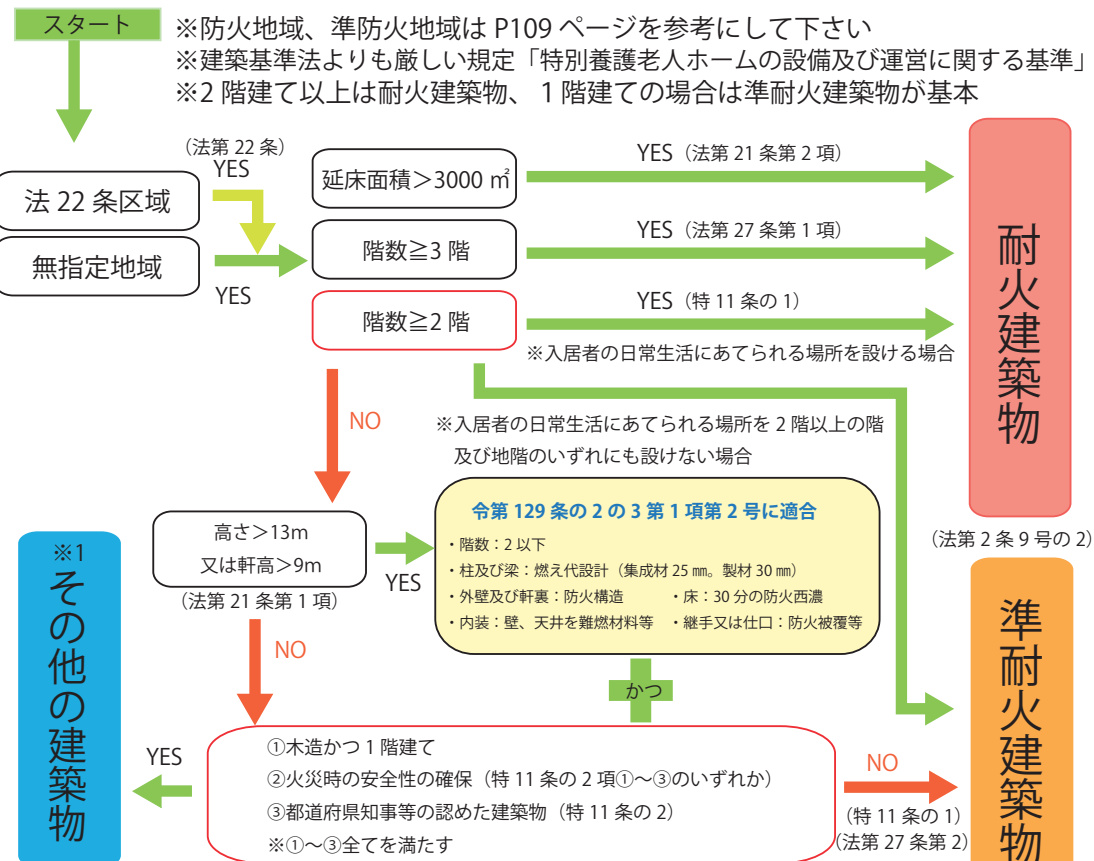 スタート
※防火地域、準防火地域は P109 ページを参考にして下さい
※建築基準法よりも厳しい規定「特別養護老人ホームの設備及び運営に関する基準」
※2 階建て以上は耐火建築物、1 階建ての場合は準耐火建築物が基本
(法第 22 条)
YES
法 22 条区域
無指定地域
YES
延床面積＞3000 ㎡
YES（法第 21 条第 2 項）
階数≧3 階
YES（法第 27 条第 1 項）
階数≧2 階
YES（特 11 条の 1）
※入居者の日常生活にあてられる場所を設ける場合
耐火建築物
(法第 2 条 9 号の 2)
NO
※入居者の日常生活にあてられる場所を 2 階以上の階
及び地階のいずれにも設けない場合
高さ＞13m
又は軒高＞9m
(法第 21 条第 1 項)
YES
令第 129 条の 2 の 3 第 1 項第 2 号に適合
・階数：2 以下
・柱及び梁：燃え代設計（集成材 25 ㎜。製材 30 ㎜）
・外壁及び軒裏：防火構造　・床：30 分の防火西濃
・内装：壁、天井を難燃材料等　・継手又は仕口：防火被覆等
NO
かつ
※1
その他の建築物
YES
①木造かつ 1 階建て
②火災時の安全性の確保（特 11 条の 2 項①～③のいずれか）
③都道府県知事等の認めた建築物（特 11 条の 2）
※①～③全てを満たす
NO
(特 11 条の 1)
(法第 27 条第 2)
準耐火建築物